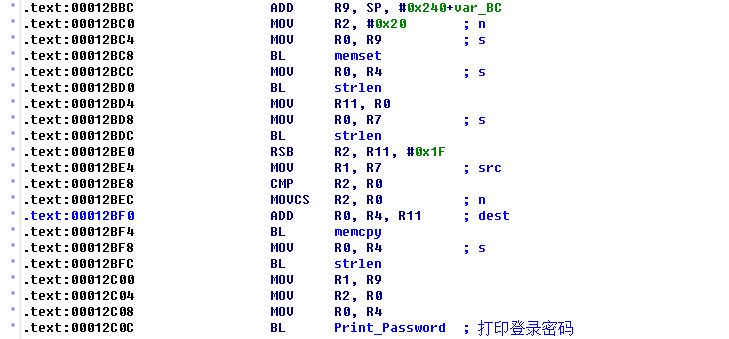 .text:00012BBC ADD R9, SP, #0x240+var_BC
.text:00012BC0 MOV R2, #0x20 ; n
.text:00012BC4 MOV R0, R9 ; s
.text:00012BC8 BL memset
.text:00012BCC MOV R0, R4 ; s
.text:00012BD0 BL strlen
.text:00012BD4 MOV R11, R0
.text:00012BD8 MOV R0, R7 ; s
.text:00012BDC BL strlen
.text:00012BE0 RSB R2, R11, #0x1F
.text:00012BE4 MOV R1, R7 ; src
.text:00012BE8 CMP R2, R0
.text:00012BEC MOVCS R2, R0 ; n
.text:00012BF0 ADD R0, R4, R11 ; dest
.text:00012BF4 BL memcpy
.text:00012BF8 MOV R0, R4 ; s
.text:00012BFC BL strlen
.text:00012C00 MOV R1, R9
.text:00012C04 MOV R2, R0
.text:00012C08 MOV R0, R4
.text:00012C0C BL Print_Password ; 打印登录密码